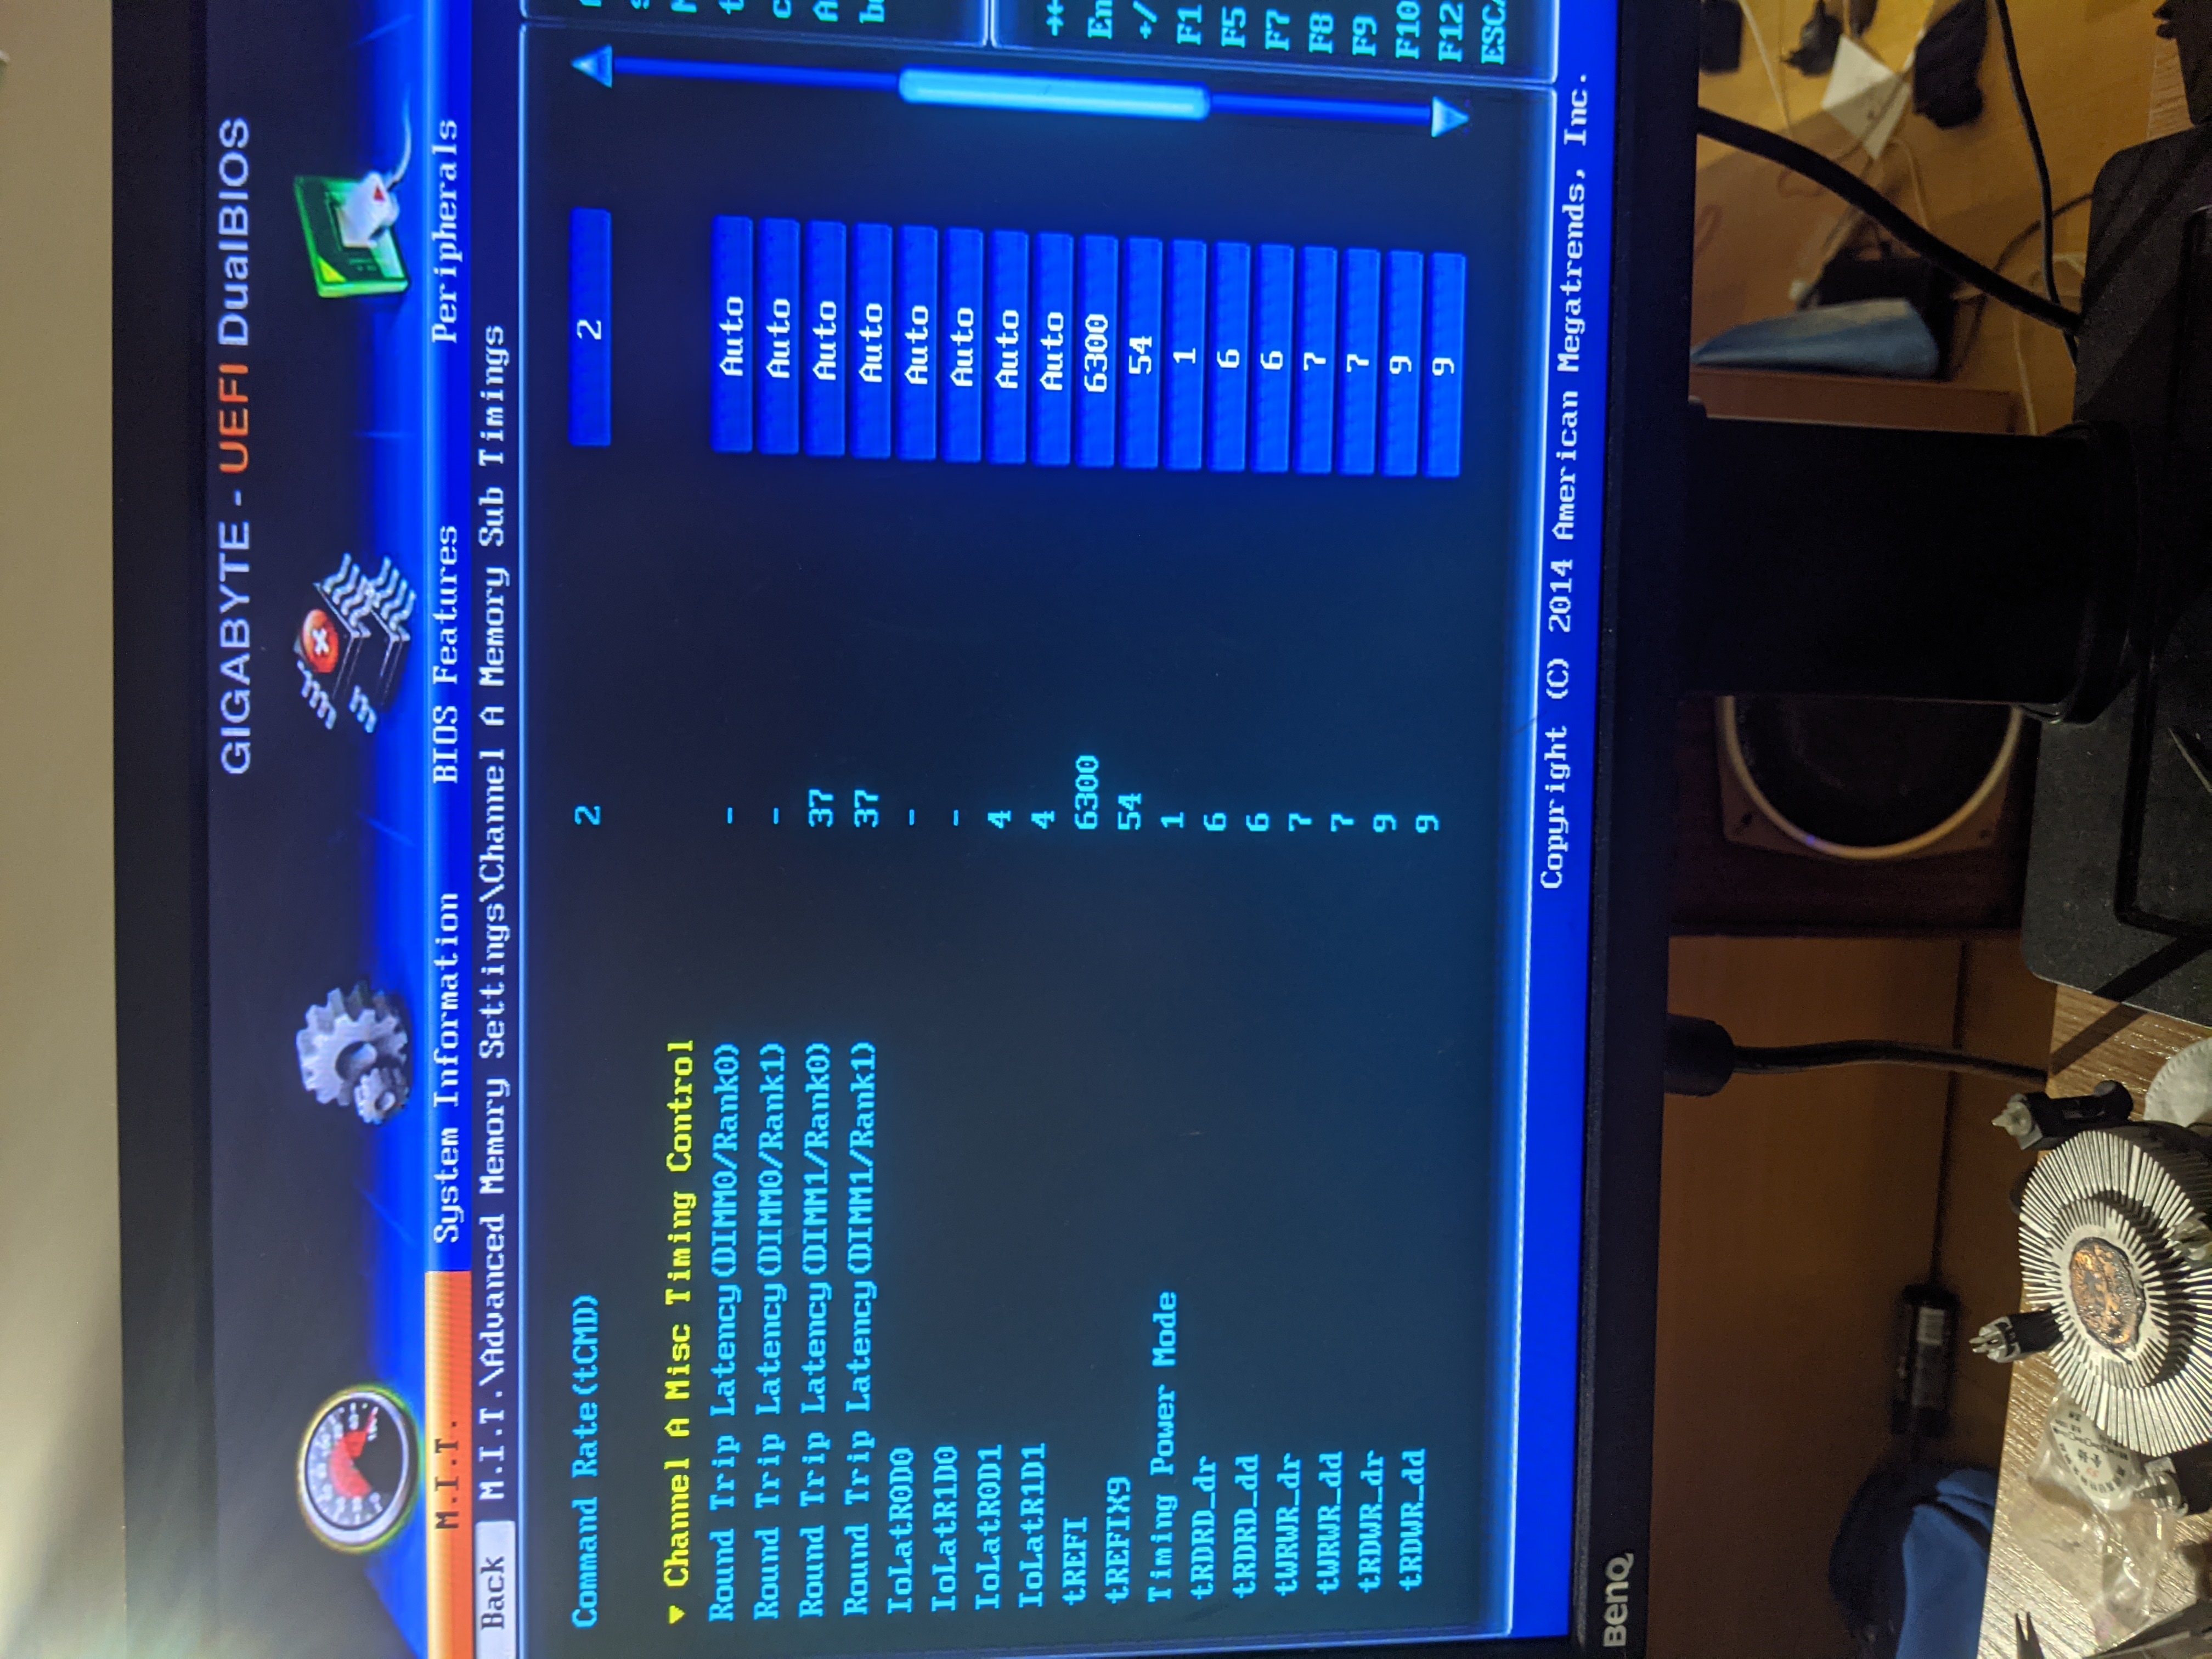 GIGABYTE - UEFI DualBIOS
M.I.T. System Information BIOS Features Peripherals
Back M.I.T.\Advanced Memory Settings\Channel A Memory Sub Timings
Command Rate(tCMD) 2 2
▼ Channel A Misc Timing Control
Round Trip Latency(DIMM0/Rank0) - Auto
Round Trip Latency(DIMM0/Rank1) - Auto
Round Trip Latency(DIMM1/Rank0) 37 Auto
Round Trip Latency(DIMM1/Rank1) 37 Auto
IoLatR0D0 - Auto
IoLatR1D0 - Auto
IoLatR0D1 4 Auto
IoLatR1D1 4 Auto
tREFI 6300 6300
tREFIX9 54 54
Timing Power Mode 1 1
tRDRD_dr 6 6
tRDRD_dd 6 6
tWRWR_dr 7 7
tWRWR_dd 7 7
tRDWR_dr 9 9
tRDWR_dd 9 9
En
+/
F1
F5
F7
F8
F9
F10
F12
ESC/
Copyright (C) 2014 American Megatrends, Inc.
BenQ